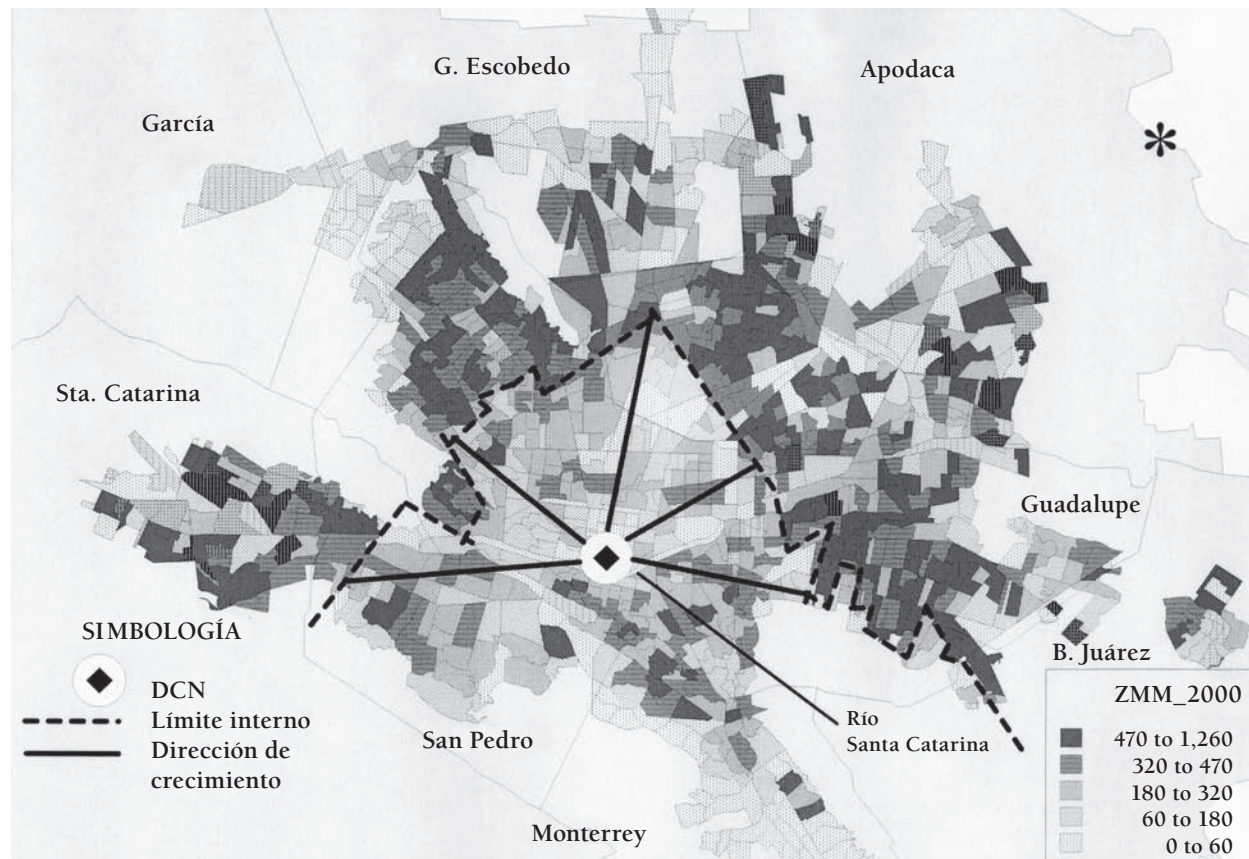 G. Escobedo
Apodaca
García
*
Sta. Catarina
Guadalupe
SIMBOLOGÍA
DCN
Límite interno
Dirección de
crecimiento
San Pedro
Río
Santa Catarina
Monterrey
B. Juárez
ZMM_2000
470 to 1,260
320 to 470
180 to 320
60 to 180
0 to 60